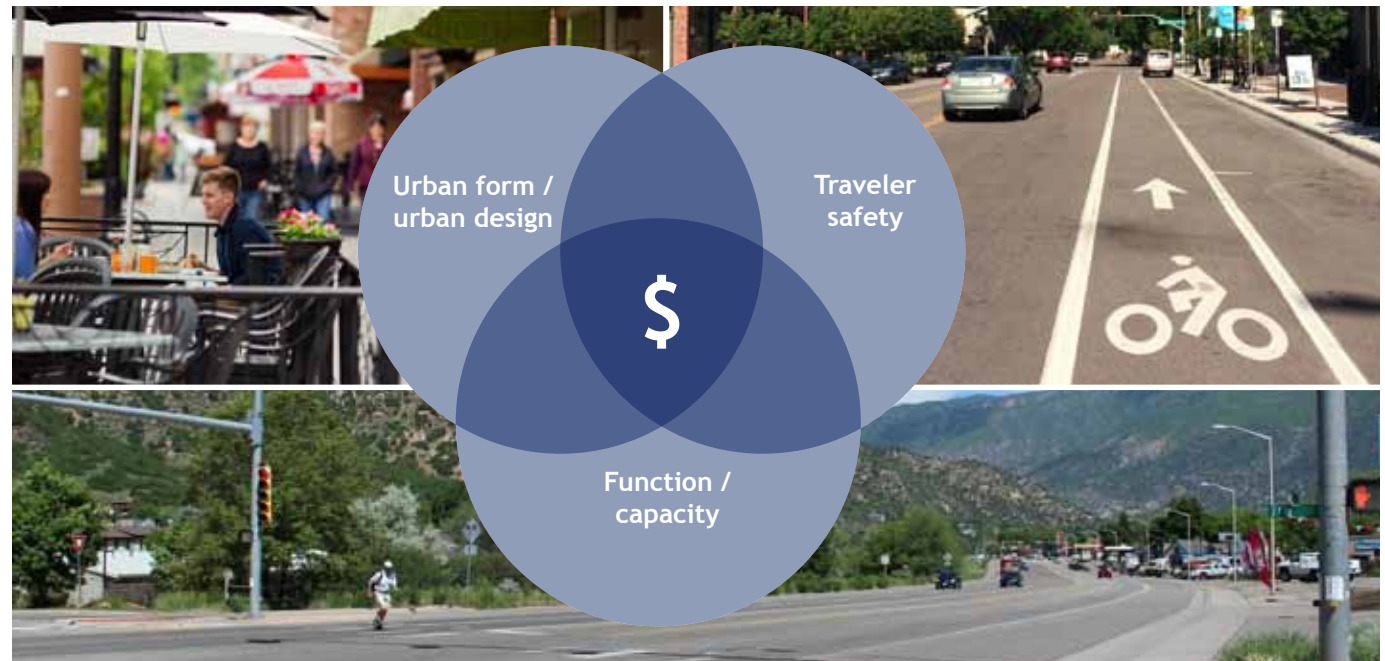 Urban form /
urban design
Traveler
safety
$
Function /
capacity